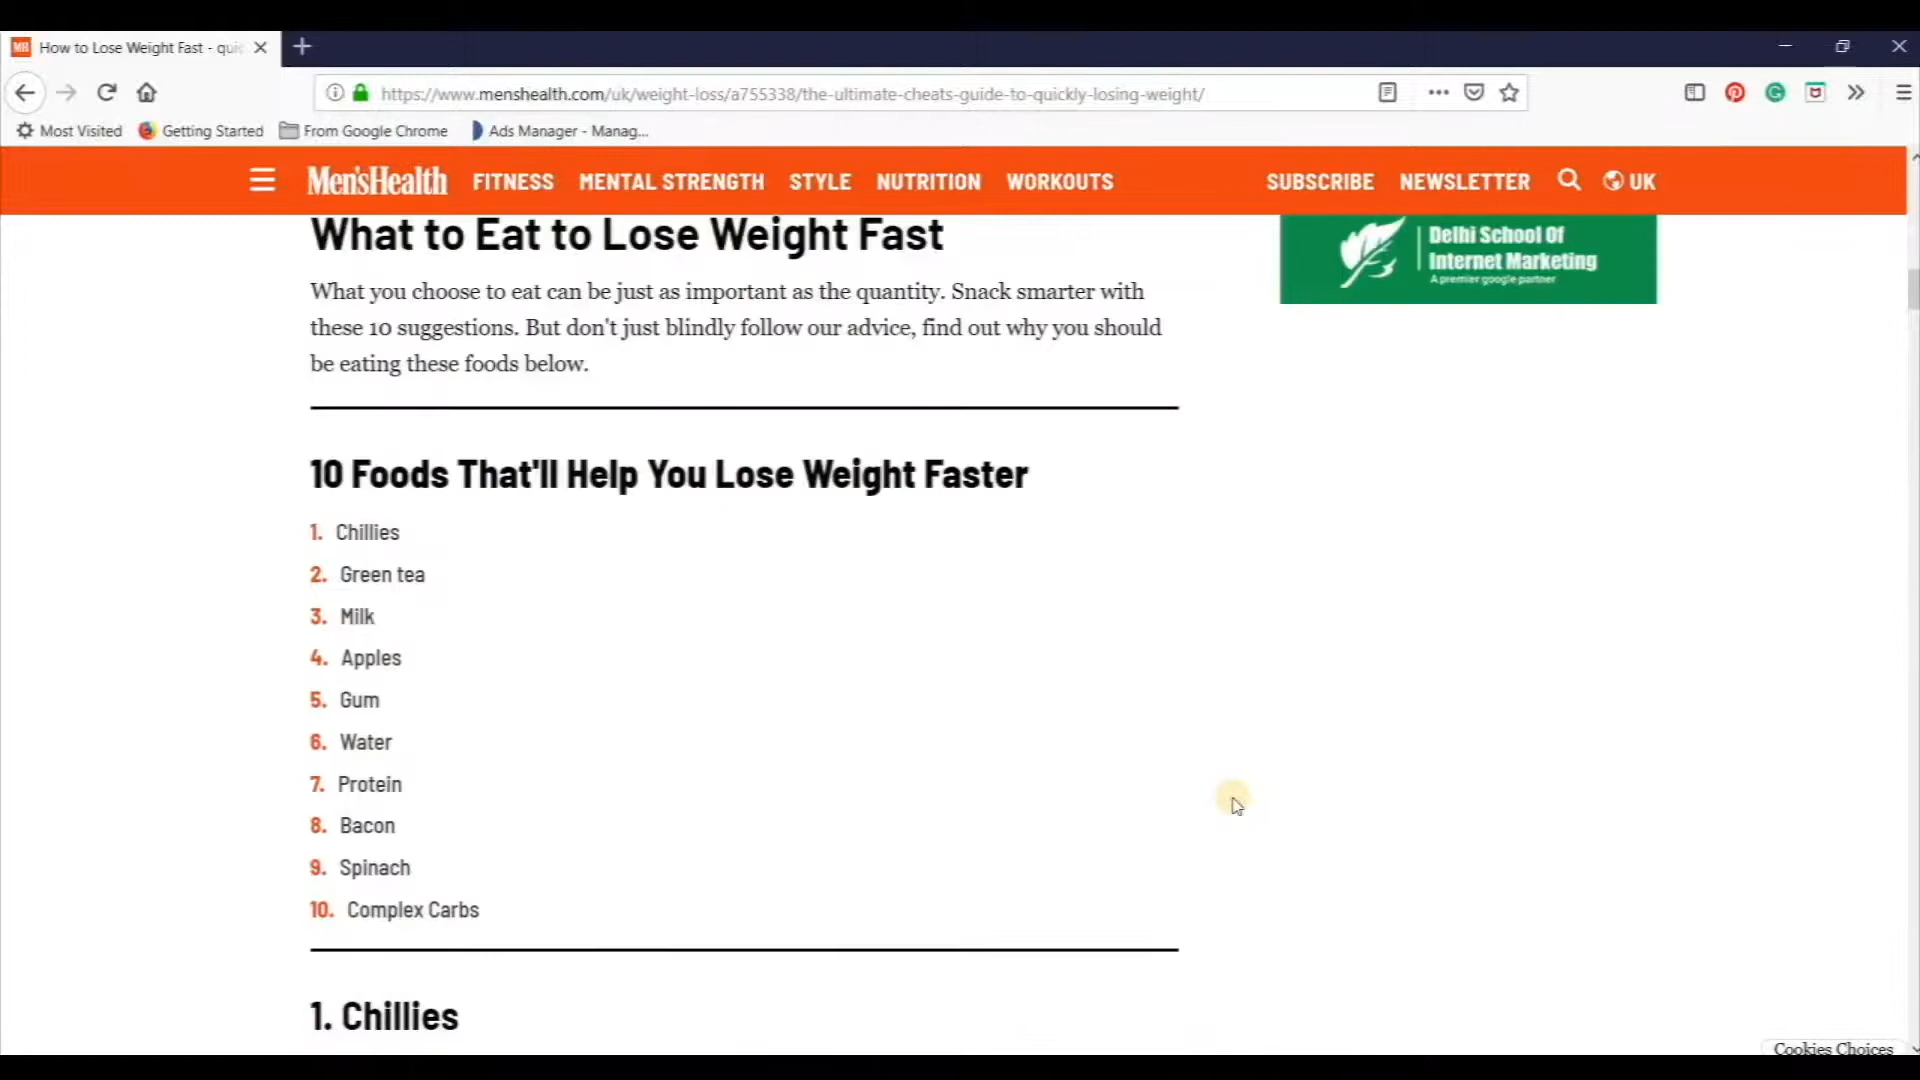 MH How to Lose Weight Fast - quic
https://www.menshealth.com/uk/weight-loss/a755338/the-ultimate-cheats-guide-to-quickly-losing-weight/
Most Visited Getting Started From Google Chrome Ads Manager - Manag...
Men'sHealth FITNESS MENTAL STRENGTH STYLE NUTRITION WORKOUTS SUBSCRIBE NEWSLETTER UK
What to Eat to Lose Weight Fast
What you choose to eat can be just as important as the quantity. Snack smarter with
these 10 suggestions. But don't just blindly follow our advice, find out why you should
be eating these foods below.
Delhi School Of
Internet Marketing
A premier google partner
10 Foods That'll Help You Lose Weight Faster
1. Chillies
2. Green tea
3. Milk
4. Apples
5. Gum
6. Water
7. Protein
8. Bacon
9. Spinach
10. Complex Carbs
1. Chillies
Cookies Choices